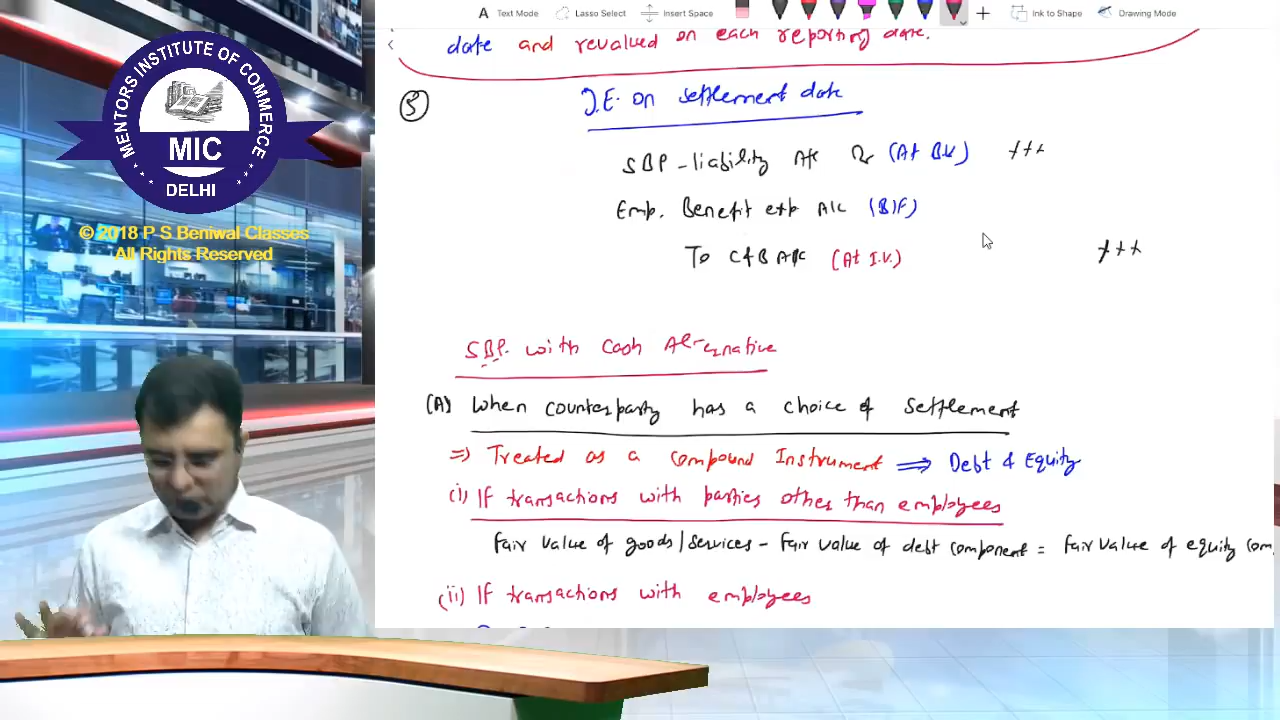 Text Mode
Lasso Select
Insert Space
Ink to Shape
Drawing Mode
date and revalued on each reporting date.
MENTORS INSTITUTE OF COMMERCE
MIC
DELHI
© 2018 P S Beniwal Classes
All Rights Reserved
(5) J.E. on settlement date
SBP - liability A/c Dr (At B.V.) +++
Emp. Benefit exp A/c (B/F)
To C&B A/c (At I.V.) +++
SBP with Cash Alternative
(A) When counterparty has a choice of settlement
=> Treated as a compound Instrument => Debt & Equity
(i) If transactions with parties other than employees
fair value of goods/services - fair value of debt component = fair value of equity com
(ii) If transactions with employees